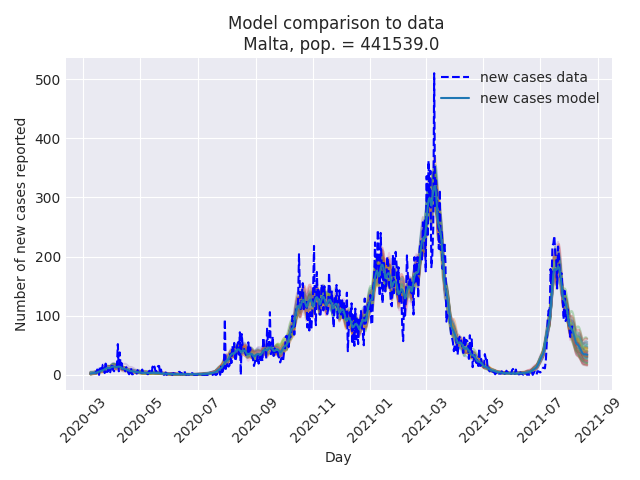 Model comparison to data
Malta, pop. = 441539.0
new cases data
new cases model
Number of new cases reported
500
400
300
200
100
0
2020-03
2020-05
2020-07
2020-09
2020-11
2021-01
2021-03
2021-05
2021-07
2021-09
Day